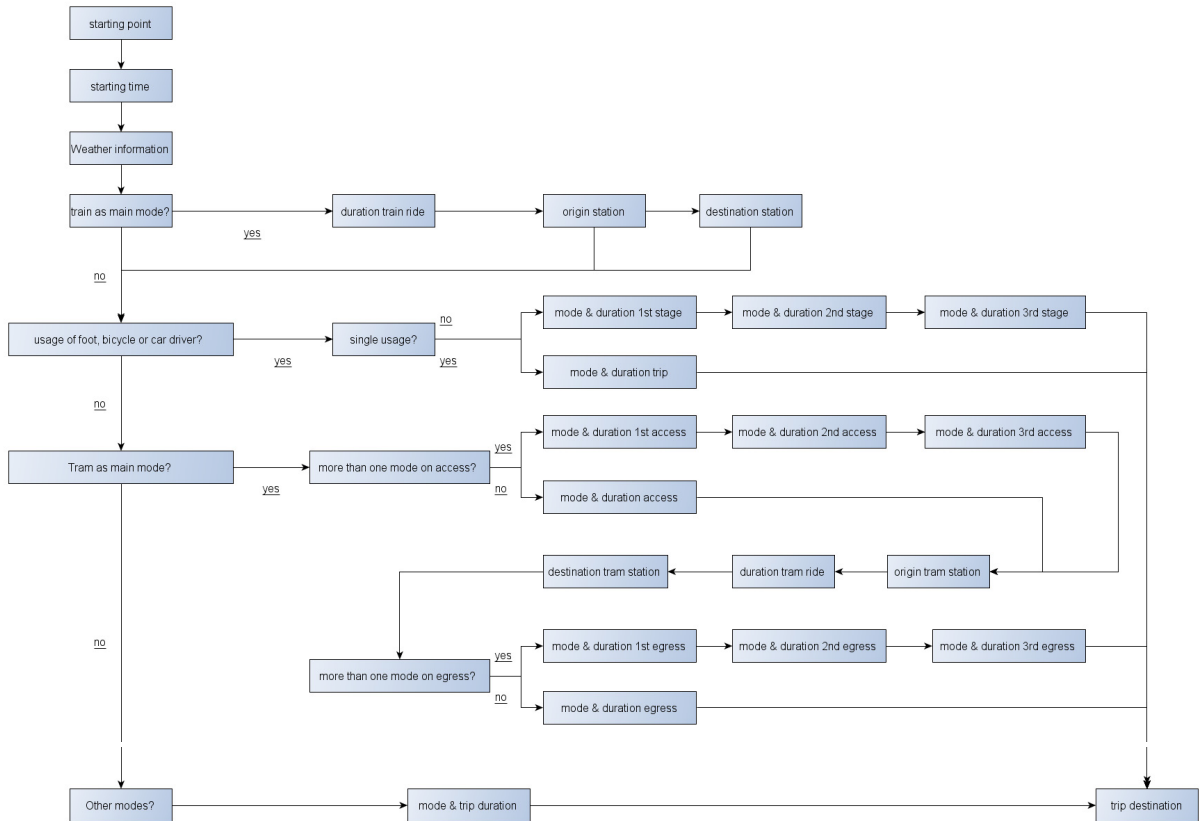 starting point
starting time
Weather information
train as main mode?
yes
duration train ride
origin station
destination station
no
usage of foot, bicycle or car driver?
yes
single usage?
no
yes
mode & duration 1st stage
mode & duration 2nd stage
mode & duration 3rd stage
mode & duration trip
no
Tram as main mode?
yes
more than one mode on access?
yes
no
mode & duration 1st access
mode & duration 2nd access
mode & duration 3rd access
mode & duration access
destination tram station
duration tram ride
origin tram station
no
more than one mode on egress?
yes
no
mode & duration 1st egress
mode & duration 2nd egress
mode & duration 3rd egress
mode & duration egress
Other modes?
mode & trip duration
trip destination